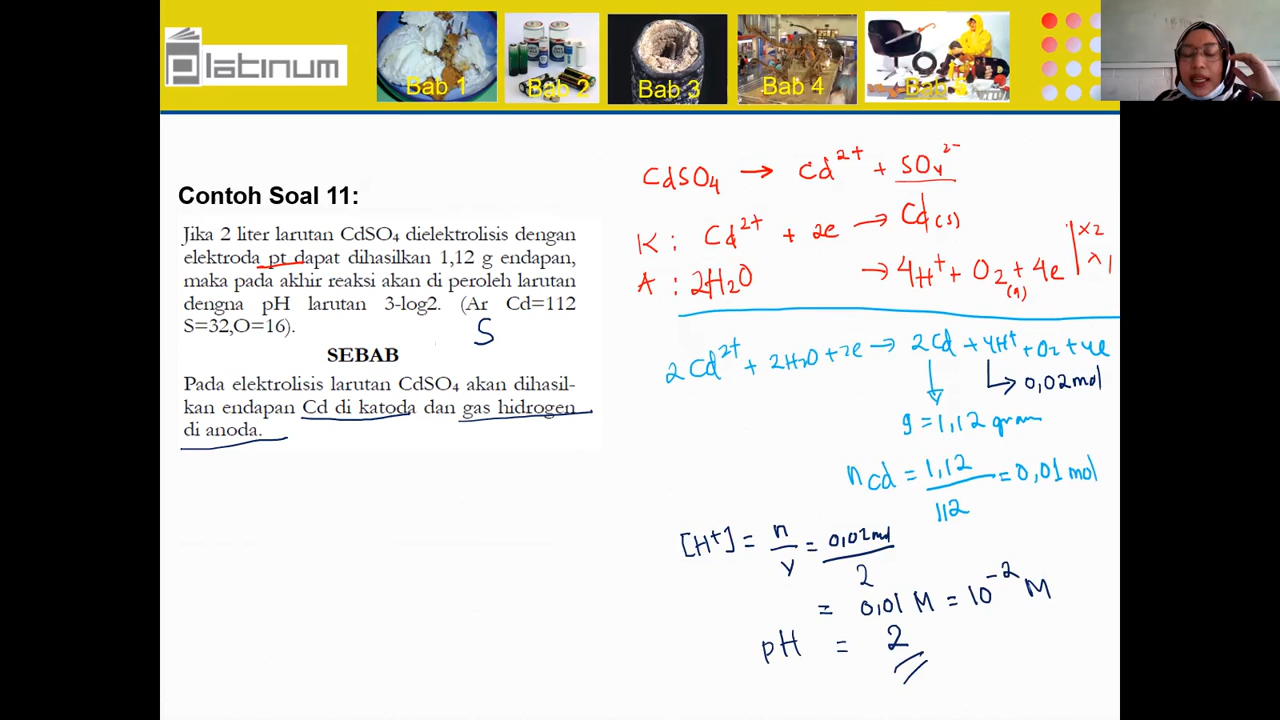 Platinum
Bab 1
Bab 2
Bab 3
Bab 4
Contoh Soal 11:
Jika 2 liter larutan CdSO₄ dielektrolisis dengan
elektroda pt dapat dihasilkan 1,12 g endapan,
maka pada akhir reaksi akan di peroleh larutan
dengna pH larutan 3-log2. (Ar Cd=112
S=32,O=16).
S
SEBAB
Pada elektrolisis larutan CdSO₄ akan dihasil-
kan endapan Cd di katoda dan gas hidrogen
di anoda.
CdSO₄ → Cd²⁺ + SO₄²⁻
K : Cd²⁺ + 2e → Cd(s)
x2
A : 2H₂O → 4H⁺ + O₂(g) + 4e
x1
2Cd²⁺ + 2H₂O + 2e → 2Cd + 4H⁺ + O₂ + 4e
↳ 0,02 mol
g = 1,12 gram
nCd = 1,12 / 112 = 0,01 mol
[H⁺] = n / V = 0,02 mol / 2
= 0,01 M = 10⁻² M
pH = 2